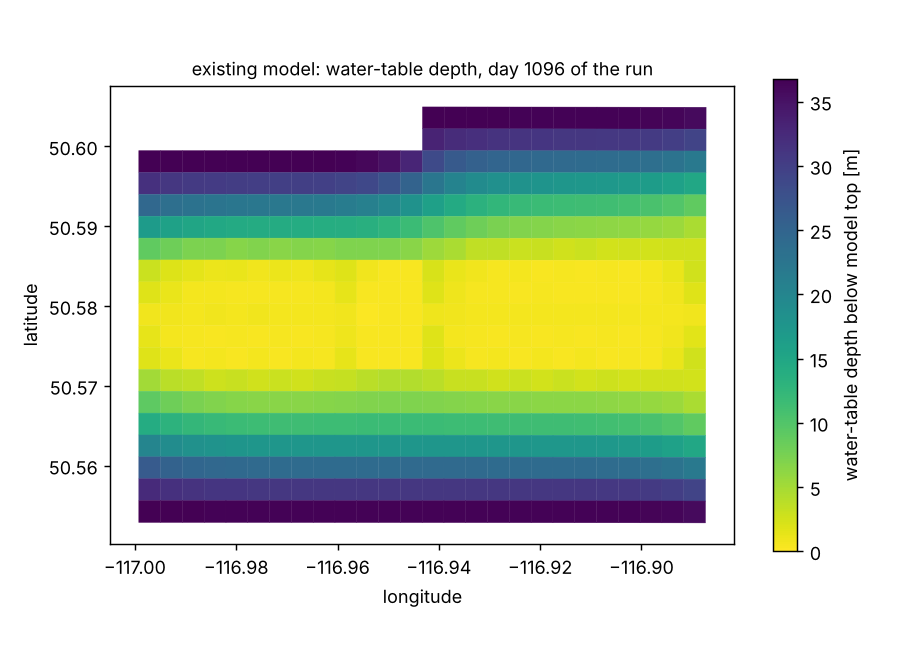 existing model: water-table depth, day 1096 of the run
50.60
50.59
50.58
50.57
50.56
latitude
−117.00 −116.98 −116.96 −116.94 −116.92 −116.90
longitude
35
30
25
20
15
10
5
0
water-table depth below model top [m]